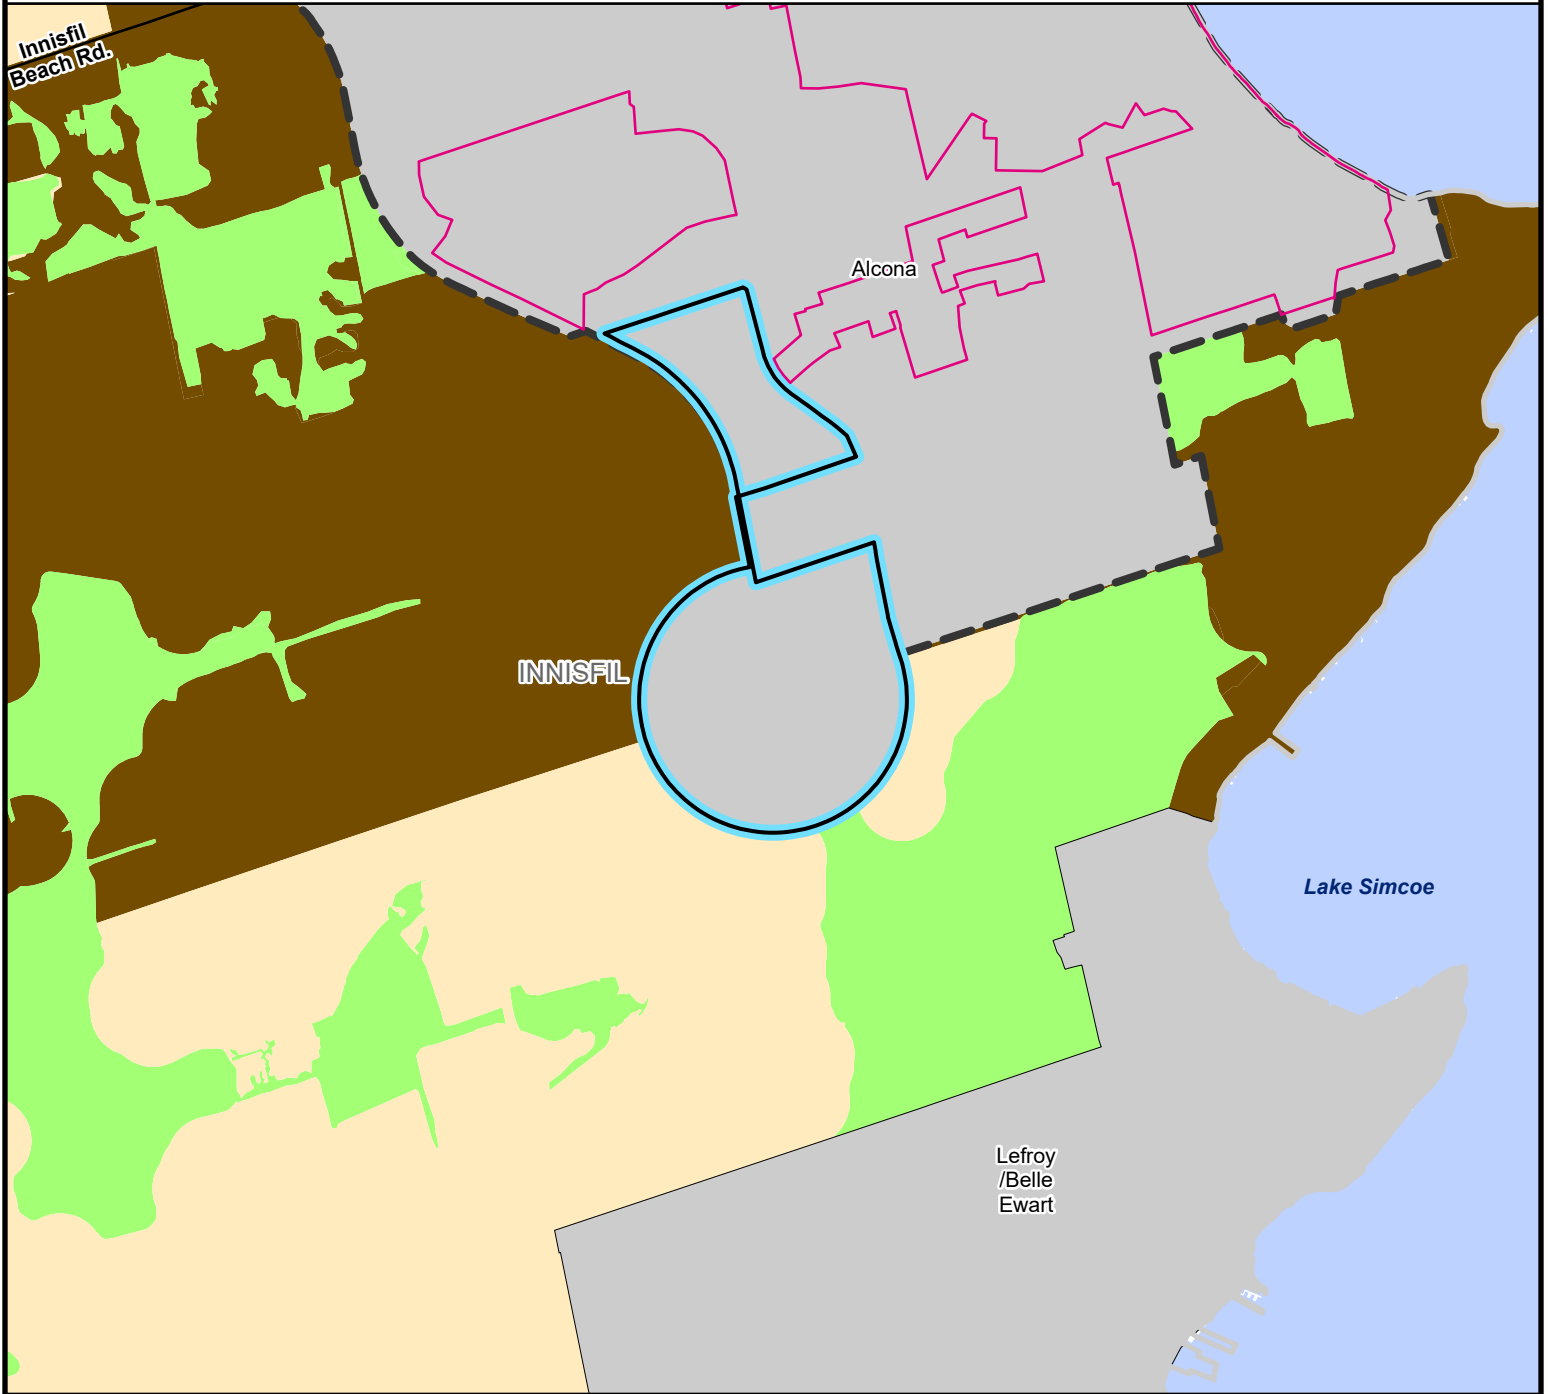 Innisfil
Beach Rd.
Alcona
INNISFIL
Lake Simcoe
Lefroy
/Belle
Ewart